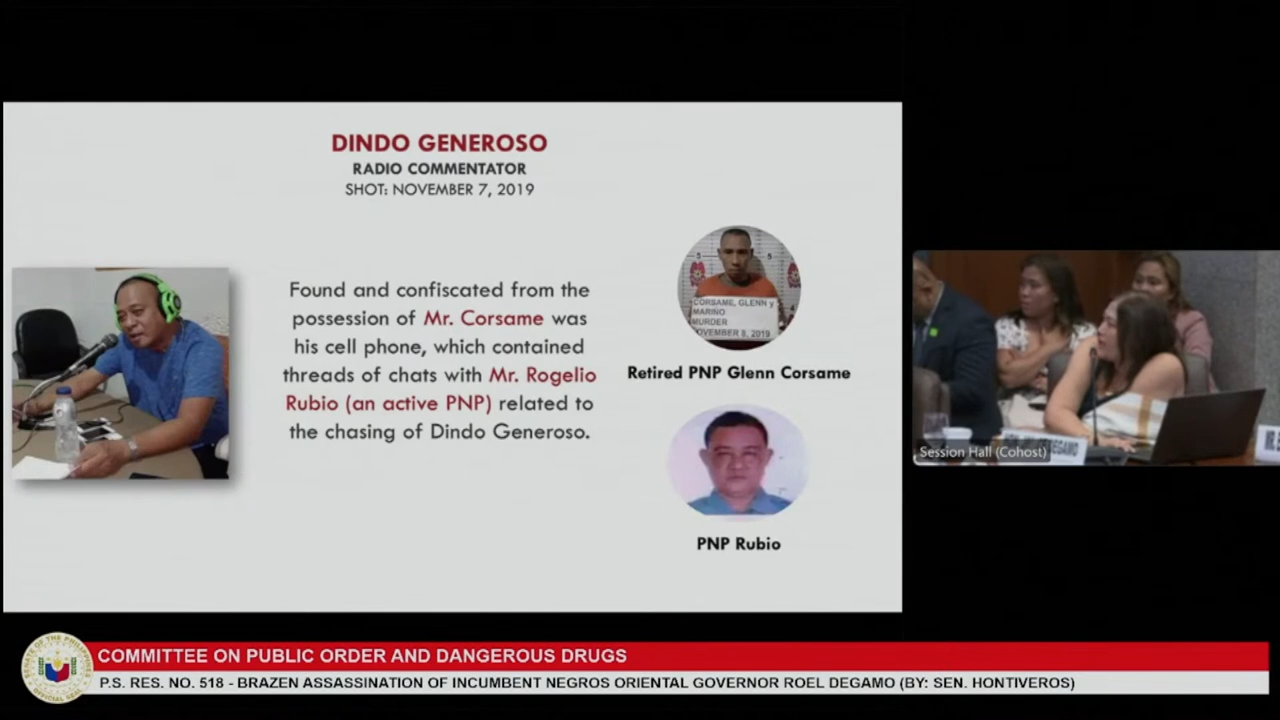 DINDO GENEROSO
RADIO COMMENTATOR
SHOT: NOVEMBER 7, 2019
Found and confiscated from the
possession of Mr. Corsame was
his cell phone, which contained
threads of chats with Mr. Rogelio
Rubio (an active PNP) related to
the chasing of Dindo Generoso.
CORSAME, GLENN y
MARIÑO
MURDER
NOVEMBER 8, 2019
Retired PNP Glenn Corsame
PNP Rubio
DEGAMO
Session Hall (Cohost)
COMMITTEE ON PUBLIC ORDER AND DANGEROUS DRUGS
P.S. RES. NO. 518 - BRAZEN ASSASSINATION OF INCUMBENT NEGROS ORIENTAL GOVERNOR ROEL DEGAMO (BY: SEN. HONTIVEROS)